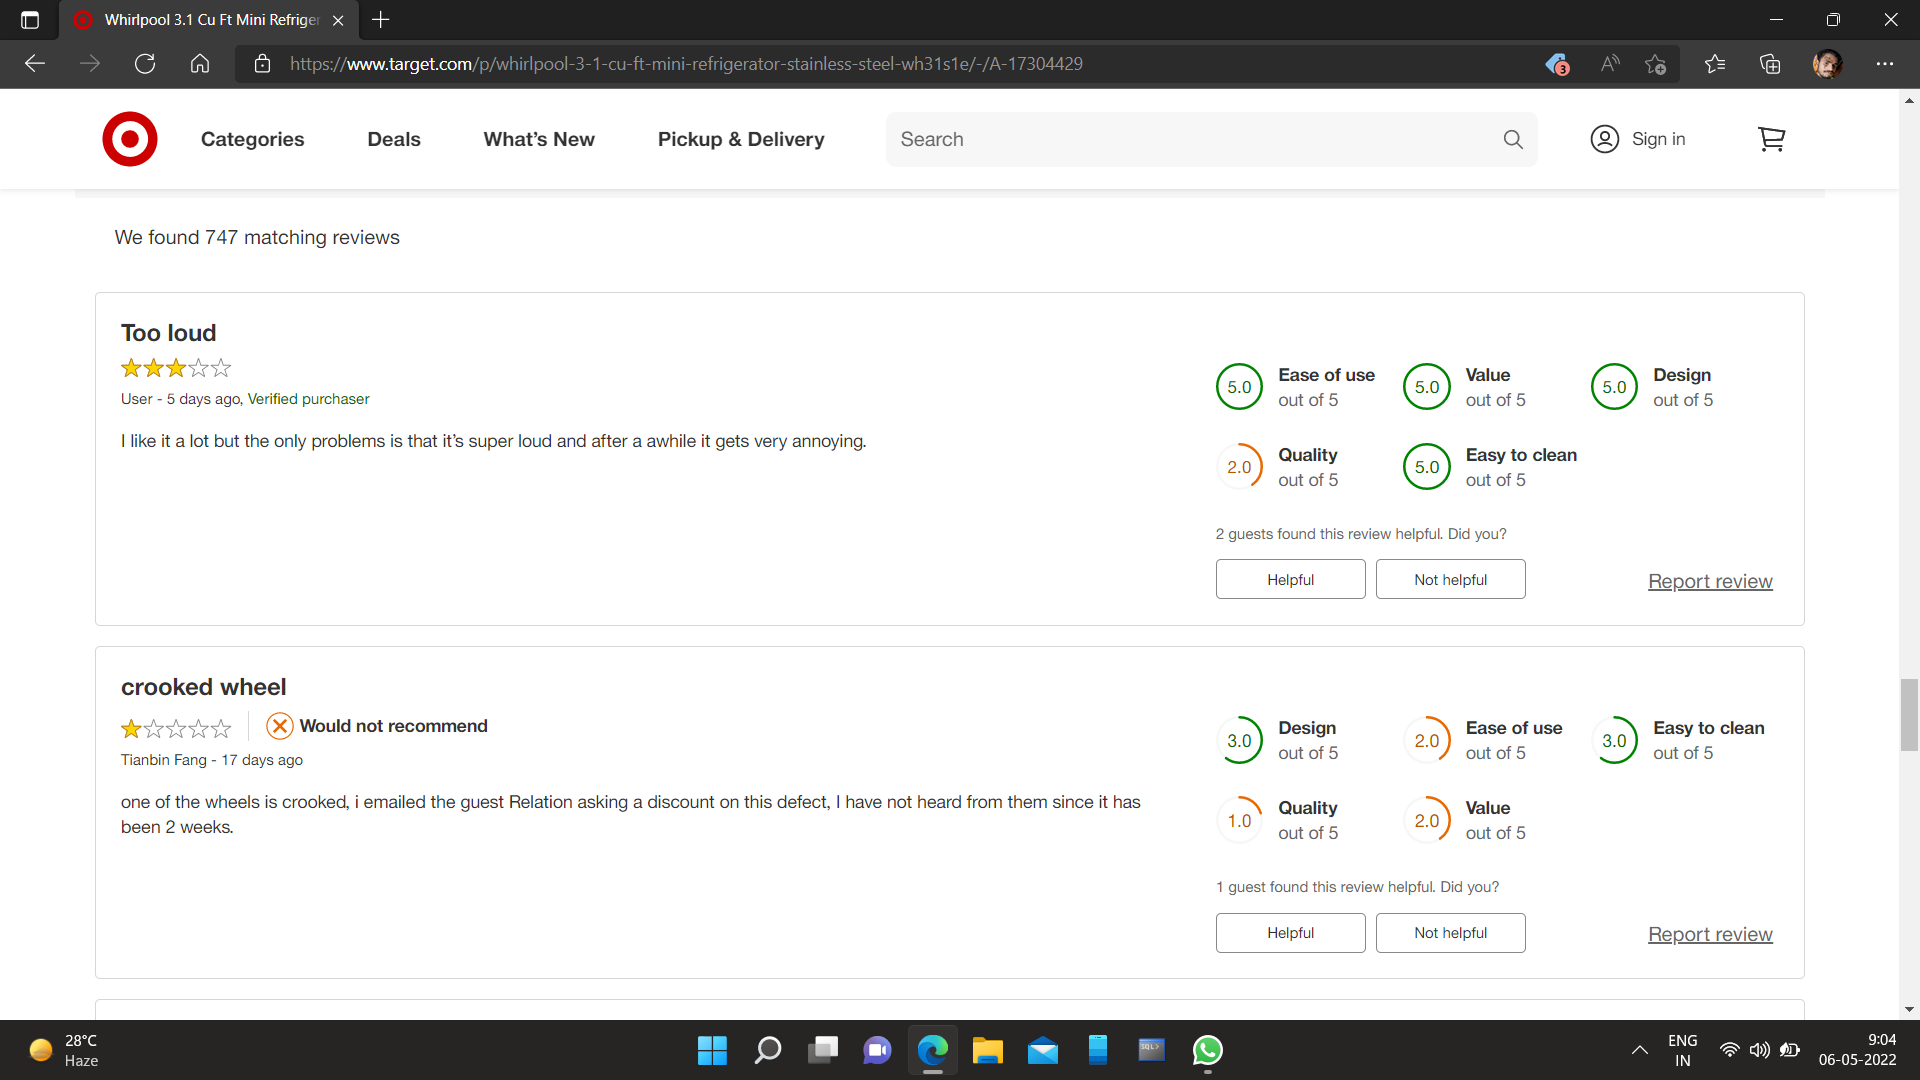 Whirlpool 3.1 Cu Ft Mini Refriger
https://www.target.com/p/whirlpool-3-1-cu-ft-mini-refrigerator-stainless-steel-wh31s1e/-/A-17304429
3
Categories
Deals
What's New
Pickup & Delivery
Search
Sign in
We found 747 matching reviews
Too loud
User - 5 days ago, Verified purchaser
I like it a lot but the only problems is that it's super loud and after a awhile it gets very annoying.
5.0 Ease of use
out of 5
5.0 Value
out of 5
5.0 Design
out of 5
2.0 Quality
out of 5
5.0 Easy to clean
out of 5
2 guests found this review helpful. Did you?
Helpful
Not helpful
Report review
crooked wheel
Would not recommend
Tianbin Fang - 17 days ago
one of the wheels is crooked, i emailed the guest Relation asking a discount on this defect, I have not heard from them since it has
been 2 weeks.
3.0 Design
out of 5
2.0 Ease of use
out of 5
3.0 Easy to clean
out of 5
1.0 Quality
out of 5
2.0 Value
out of 5
1 guest found this review helpful. Did you?
Helpful
Not helpful
Report review
28°C
Haze
SQL>
ENG
IN
9:04
06-05-2022